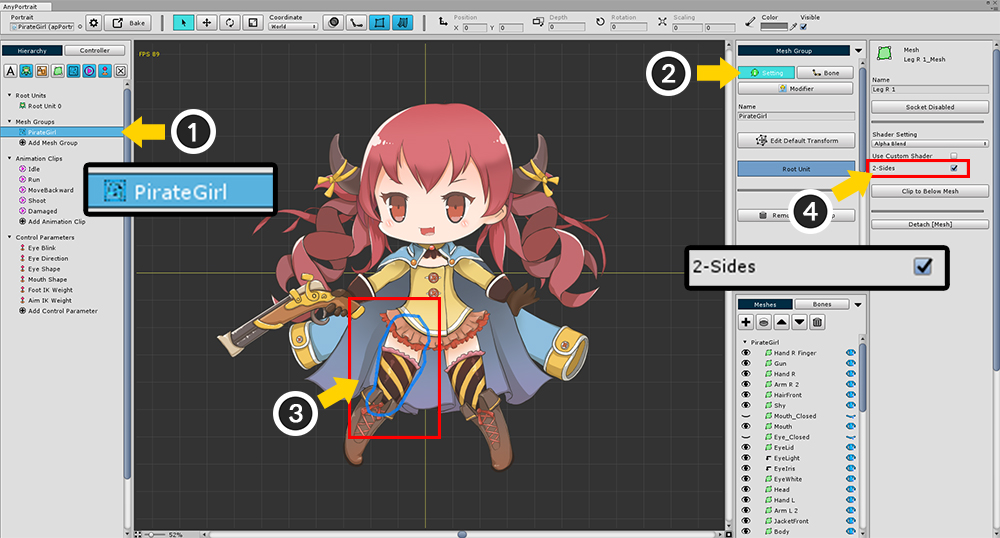 AnyPortrait
Portrait
PirateGirl (apPortr
Bake
Coordinate
World
Position
X 0
Y 0
Depth
0
Rotation
0
Scaling
X 0
Y 0
Color
Visible
Hierarchy
Controller
A
Root Units
Root Unit 0
Mesh Groups
PirateGirl
Add Mesh Group
Animation Clips
Idle
Run
MoveBackward
Shoot
Damaged
Add Animation Clip
Control Parameters
Eye Blink
Eye Direction
Eye Shape
Mouth Shape
Foot IK Weight
Aim IK Weight
Add Control Parameter
1
PirateGirl
FPS 89
3
52%
2
Mesh Group
Setting
Bone
Modifier
Name
PirateGirl
Edit Default Transform
Root Unit
4
Meshes
Bones
PirateGirl
Hand R Finger
Gun
Hand R
Arm R 2
HairFront
Shy
Mouth_Closed
Mouth
Eye_Closed
EyeLid
EyeLight
EyeIris
EyeWhite
Head
Hand L
Arm L 2
JacketFront
Body
Mesh
Leg R 1_Mesh
Name
Leg R 1
Socket Disabled
Shader Setting
Alpha Blend
Use Custom Shader
2-Sides
Clip to Below Mesh
Detach [Mesh]
2-Sides